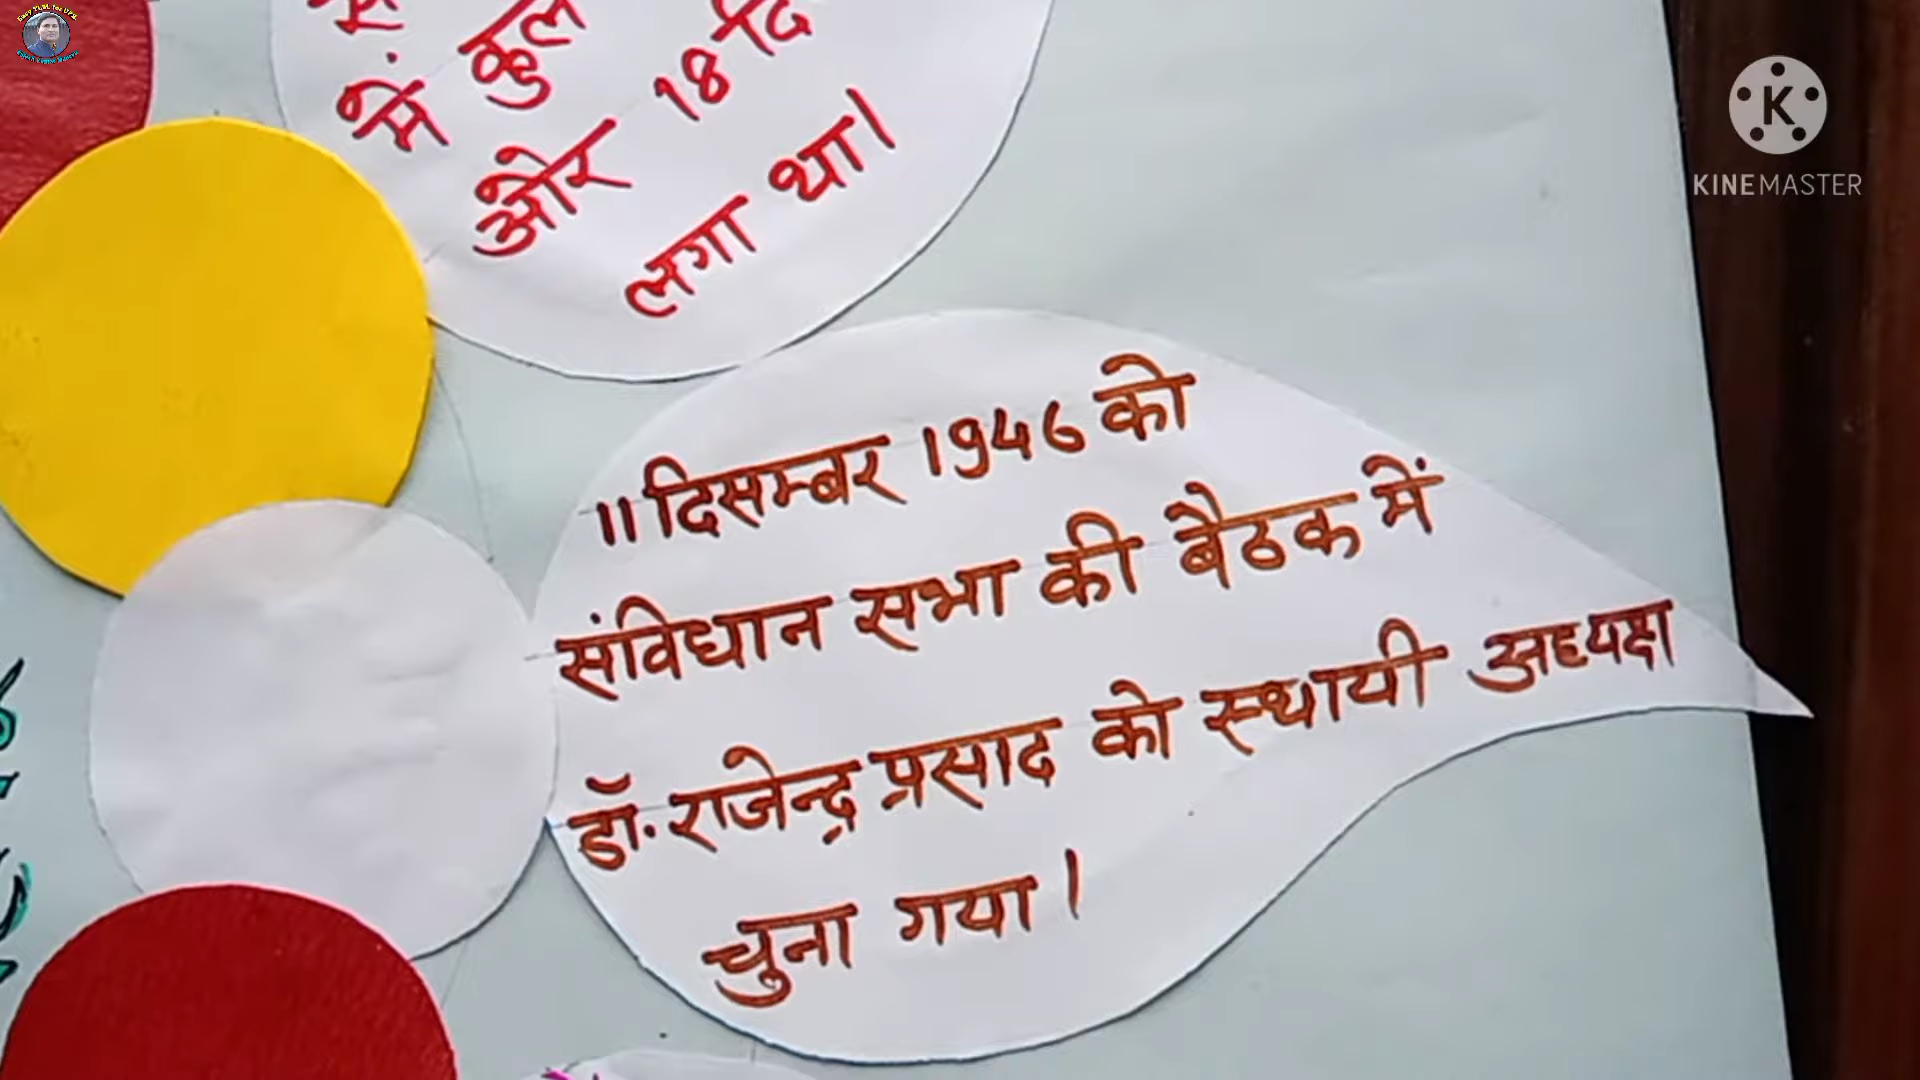 में कुल
और 18 दि
लगा था।
11 दिसम्बर 1946 को
संविधान सभा की बैठक में
डॉ. राजेन्द्र प्रसाद को स्थायी अध्यक्ष
चुना गया।
K
KINEMASTER